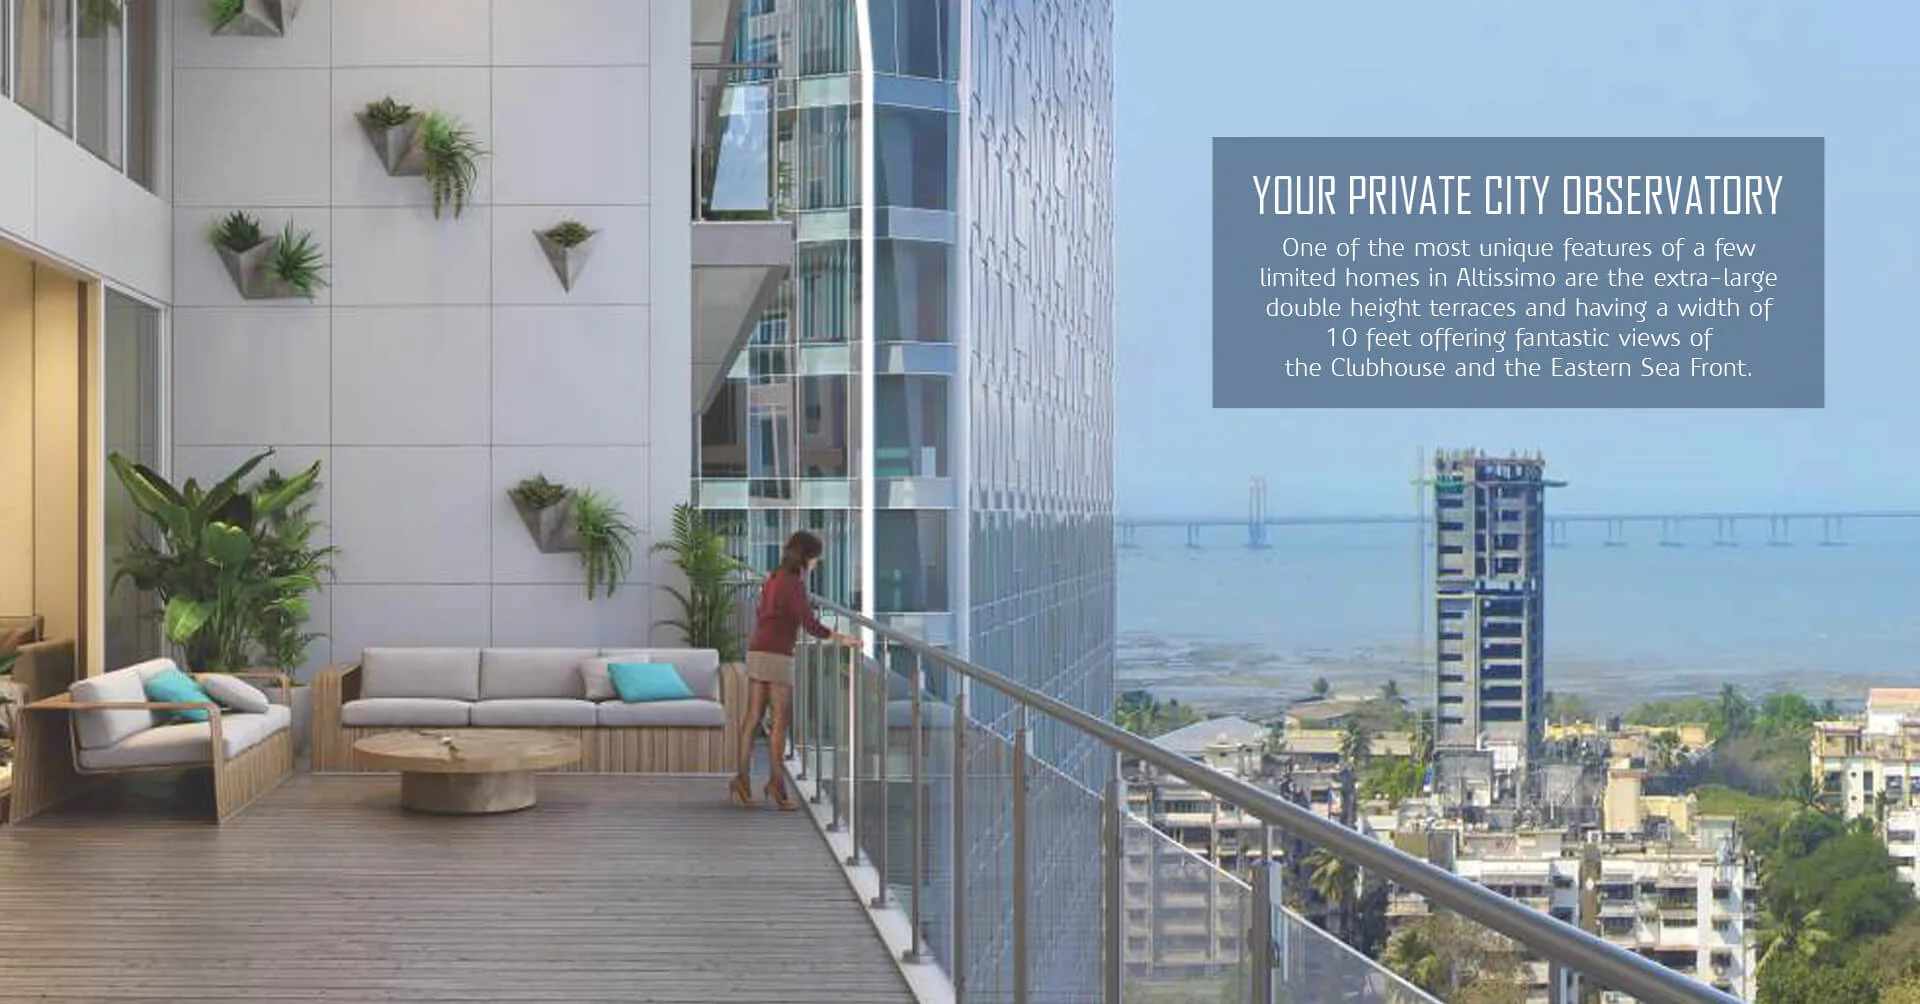 YOUR PRIVATE CITY OBSERVATORY
One of the most unique features of a few
limited homes in Altissimo are the extra-large
double height terraces and having a width of
10 feet offering fantastic views of
the Clubhouse and the Eastern Sea Front.